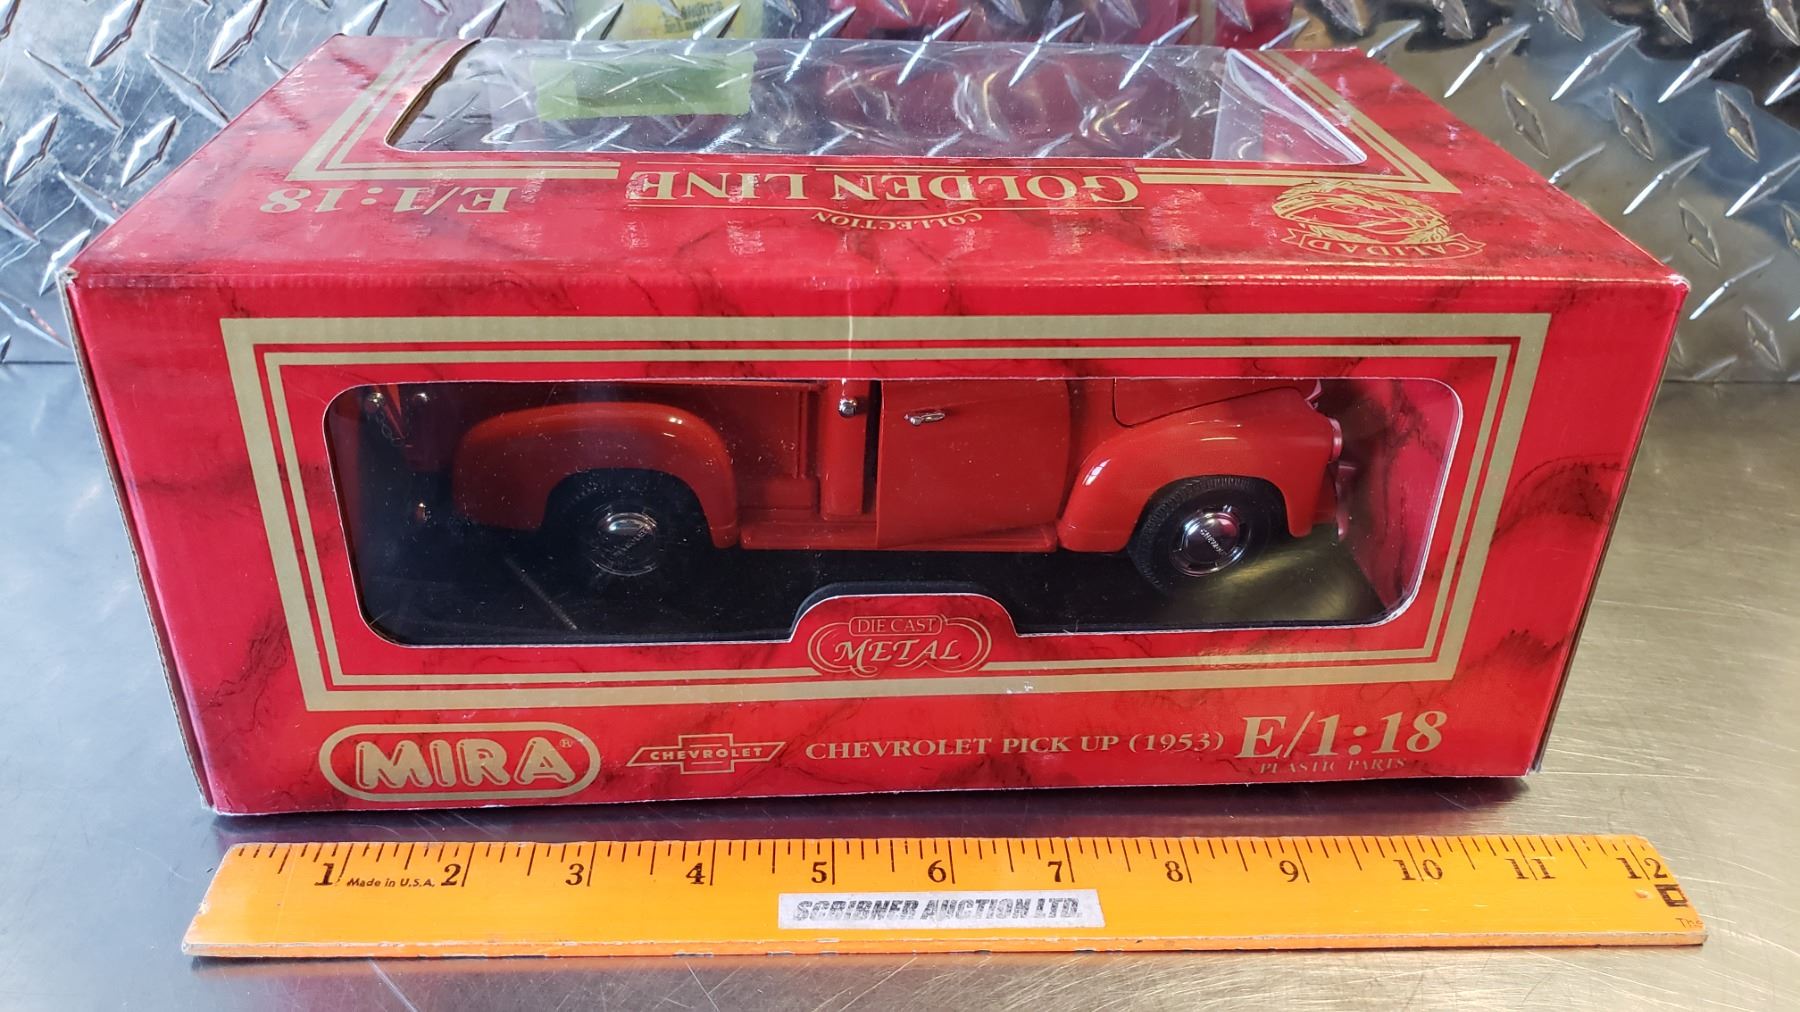 E/1:18
GOLDEN LINE
COLLECTION
CALIDAD
DIE CAST
METAL
MIRA®
CHEVROLET
CHEVROLET PICK UP (1953)
E/1:18
PLASTIC PARTS
1 2 3 4 5 6 7 8 9 10 11 12
Made in U.S.A.
SCRIBNER AUCTION LTD.